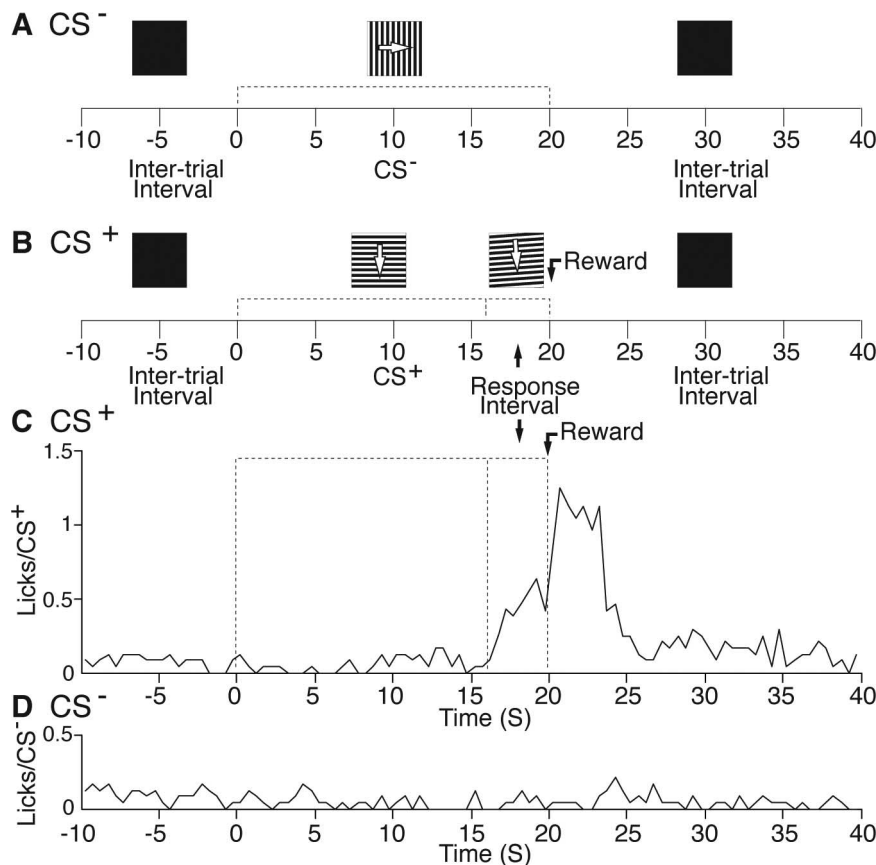 A CS-
-10 -5 0 5 10 15 20 25 30 35 40
Inter-trial Interval CS- Inter-trial Interval
B CS+
Reward
-10 -5 0 5 10 15 20 25 30 35 40
Inter-trial Interval CS+ Response Interval Inter-trial Interval
C CS+
Reward
1.5
1
0.5
0
Licks/CS+
-5 0 5 10 15 20 25 30 35 40
Time (S)
D CS-
0.5
0
Licks/CS-
-10 -5 0 5 10 15 20 25 30 35 40
Time (S)